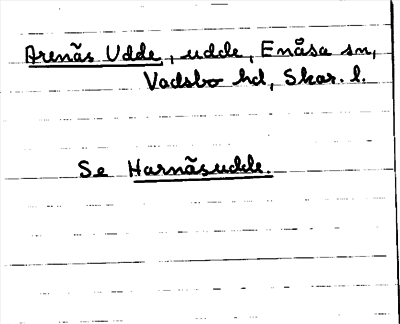 Arenäs Udde, udde, Enåsa sn,
Vadsbo hd, Skar. l.
Se Harnäsudde.